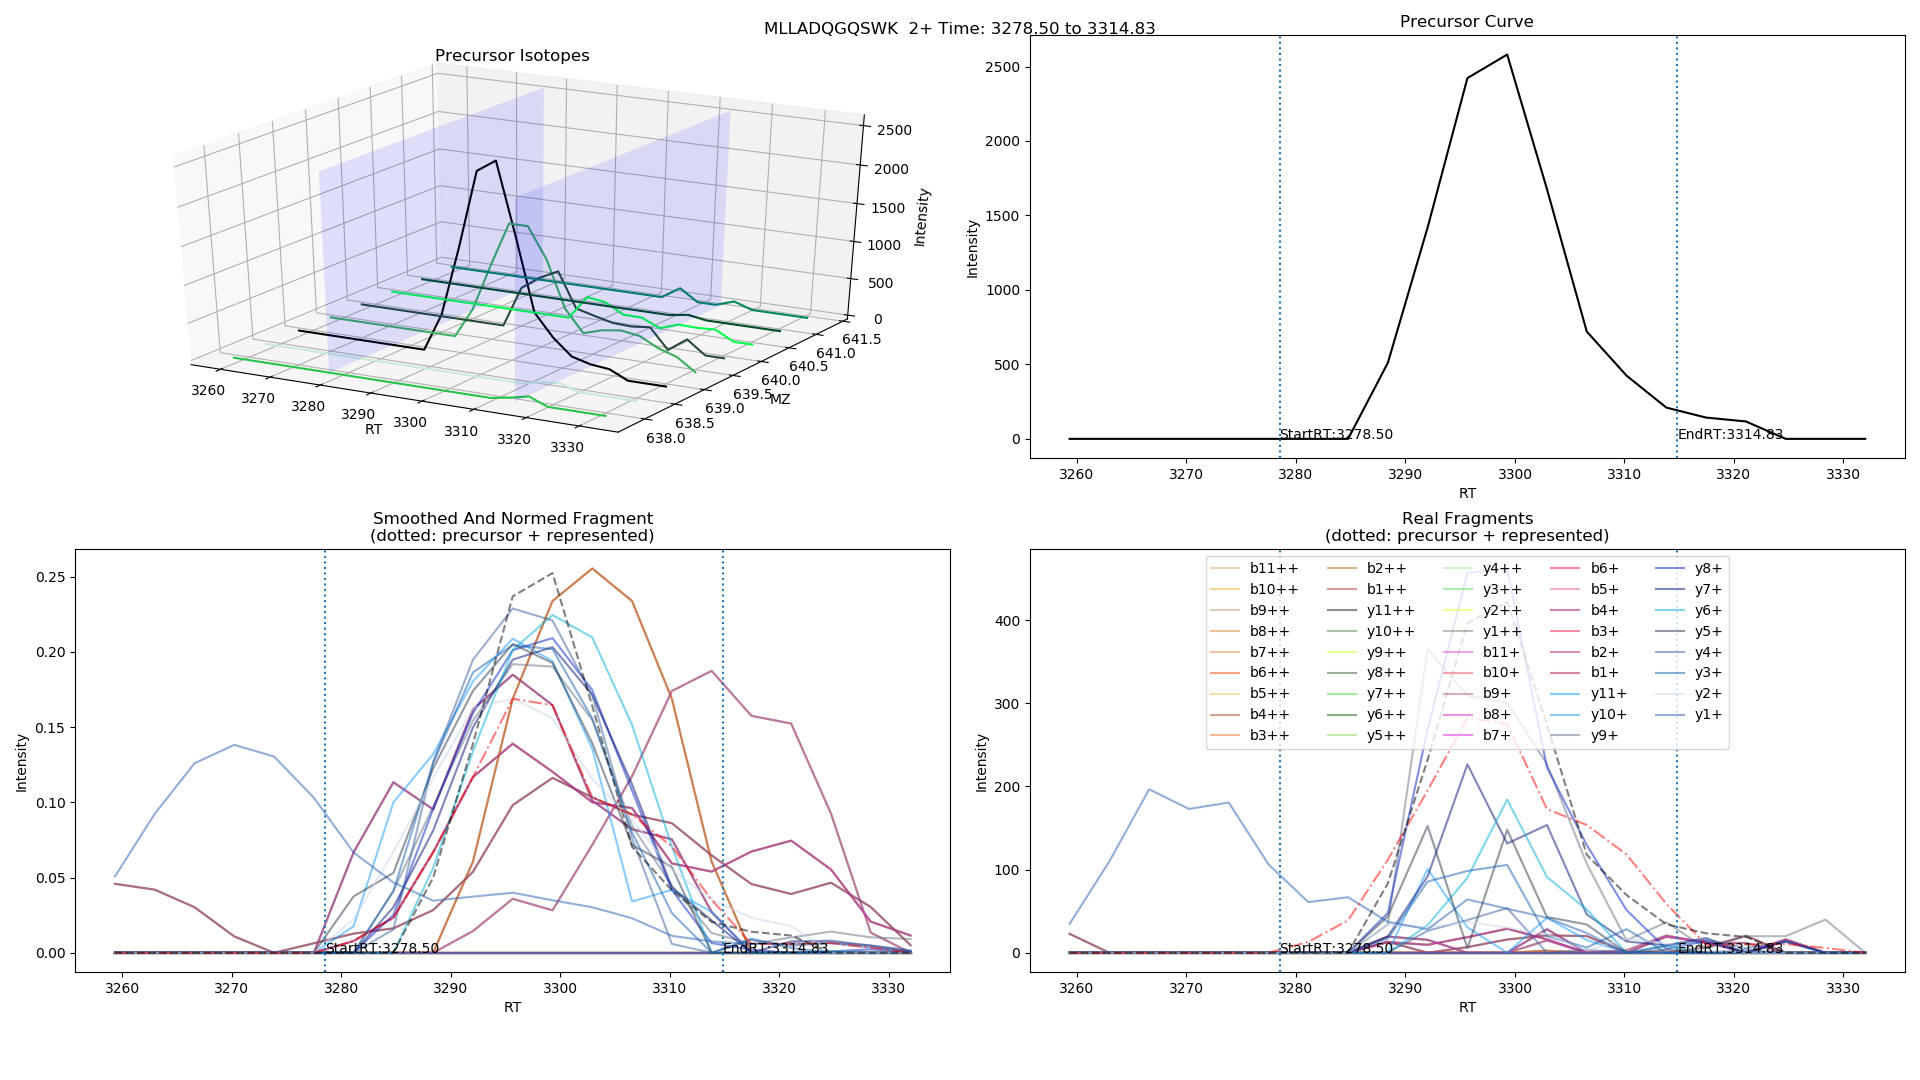 MLLADQGQSWK  2+ Time: 3278.50 to 3314.83
Precursor Isotopes
2500
2000
1500
1000
500
0
Intensity
3260
3270
3280
3290
3300
3310
3320
3330
RT
638.0
638.5
639.0
639.5
640.0
640.5
641.0
641.5
MZ
Precursor Curve
2500
2000
1500
1000
500
0
Intensity
StartRT:3278.50
EndRT:3314.83
3260 3270 3280 3290 3300 3310 3320 3330
RT
Smoothed And Normed Fragment
(dotted: precursor + represented)
0.25
0.20
0.15
0.10
0.05
0.00
Intensity
StartRT:3278.50
EndRT:3314.83
3260 3270 3280 3290 3300 3310 3320 3330
RT
Real Fragments
(dotted: precursor + represented)
400
300
200
100
0
Intensity
b11++
b10++
b9++
b8++
b7++
b6++
b5++
b4++
b3++
b2++
b1++
y11++
y10++
y9++
y8++
y7++
y6++
y5++
y4++
y3++
y2++
y1++
b11+
b10+
b9+
b8+
b7+
b6+
b5+
b4+
b3+
b2+
b1+
y11+
y10+
y9+
y8+
y7+
y6+
y5+
y4+
y3+
y2+
y1+
StartRT:3278.50
EndRT:3314.83
3260 3270 3280 3290 3300 3310 3320 3330
RT